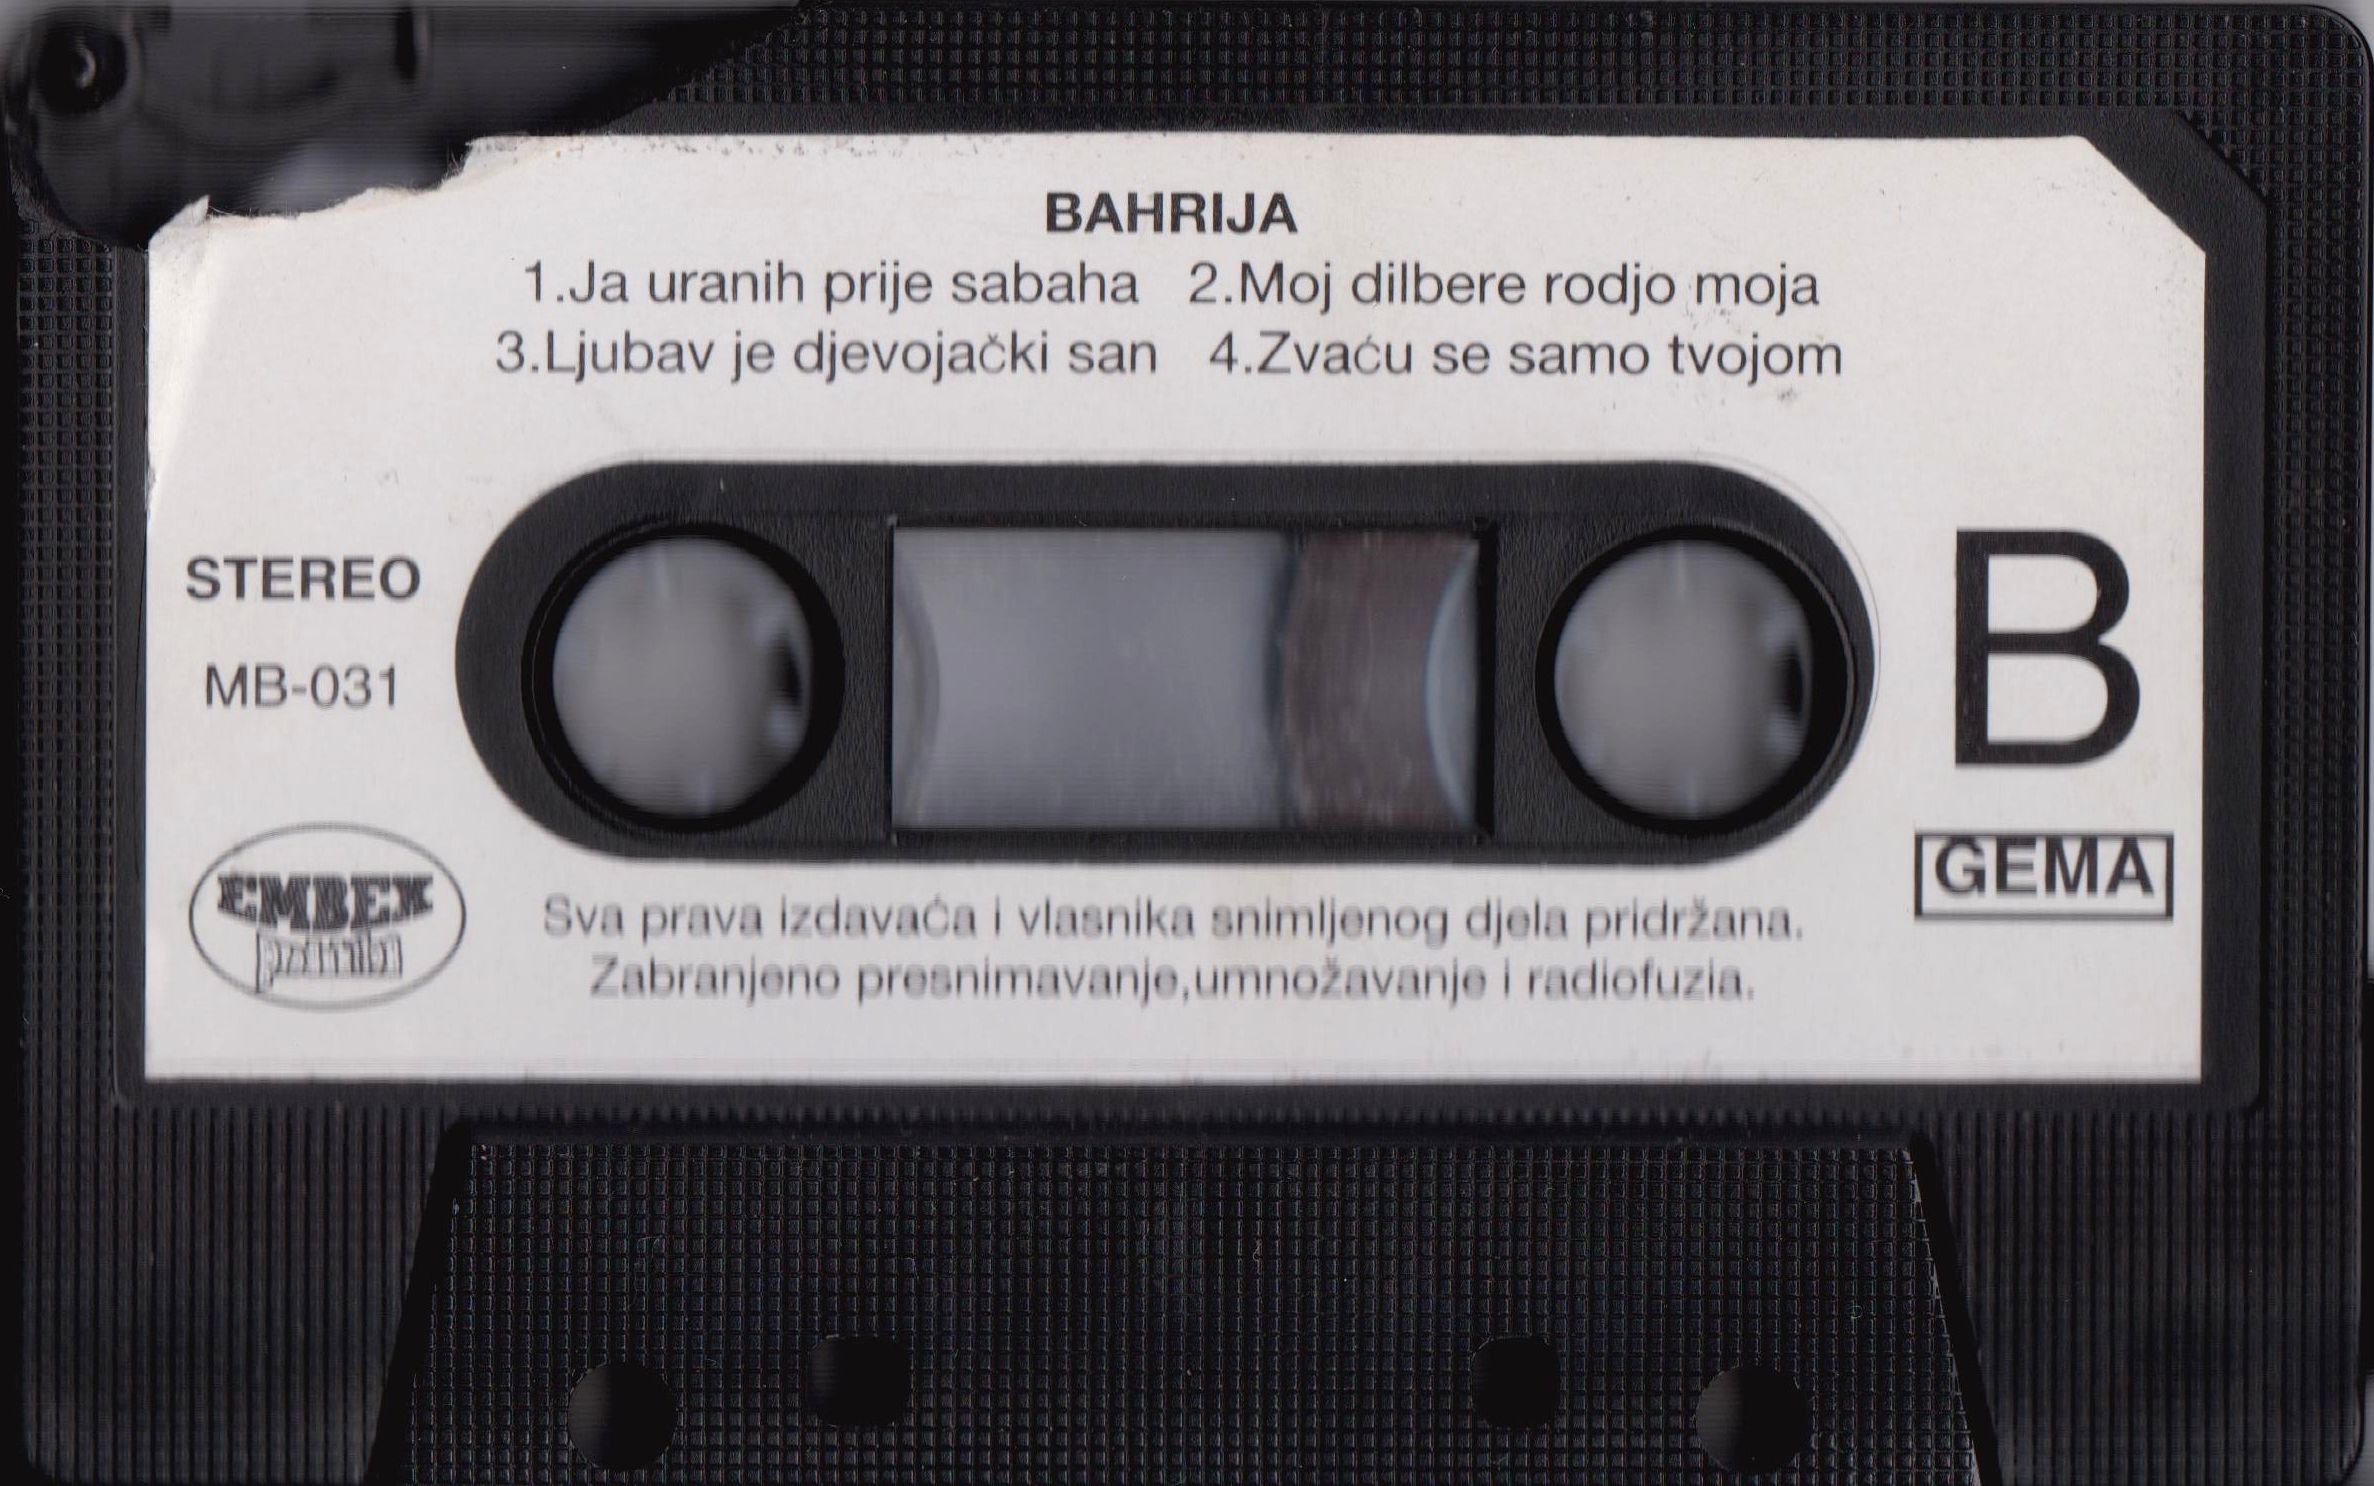 BAHRIJA
1.Ja uranih prije sabaha 2.Moj dilbere rodjo moja
3.Ljubav je djevojački san 4.Zvaću se samo tvojom
STEREO
MB-031
B
GEMA
EMBEX
Sva prava izdavaća i vlasnika snimljenog djela pridržana.
Zabranjeno presnimavanje,umnožavanje i radiofuzia.